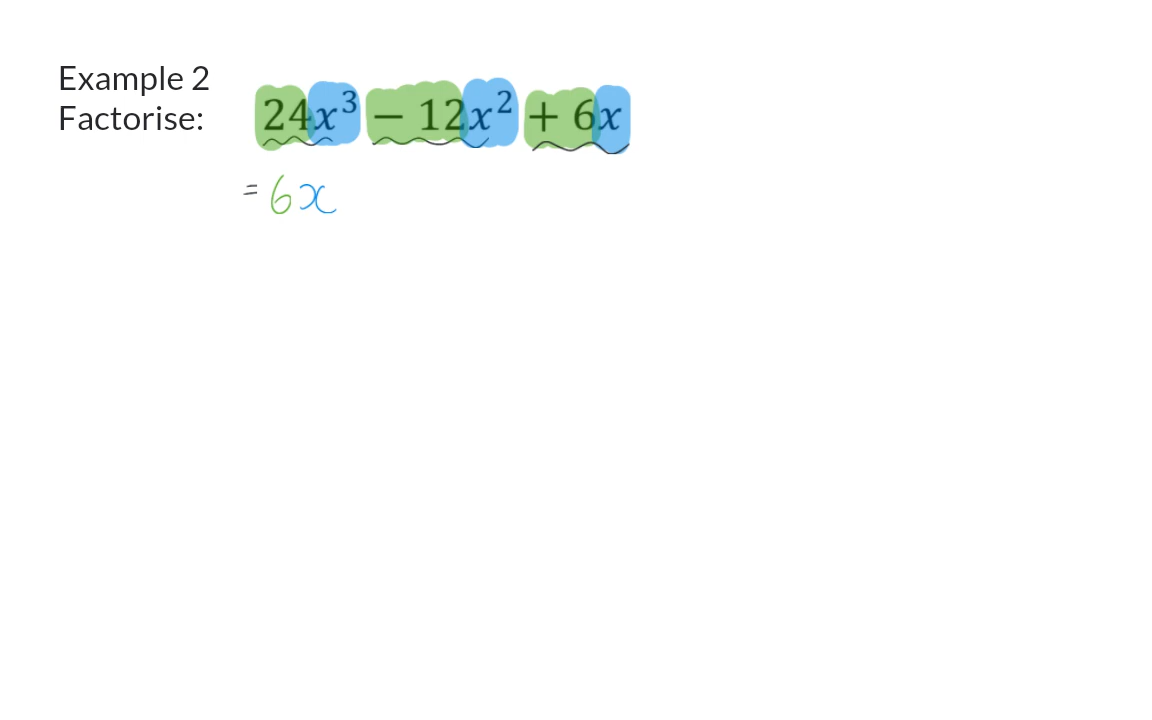 Example 2
Factorise: 24x³ − 12x² + 6x
= 6x